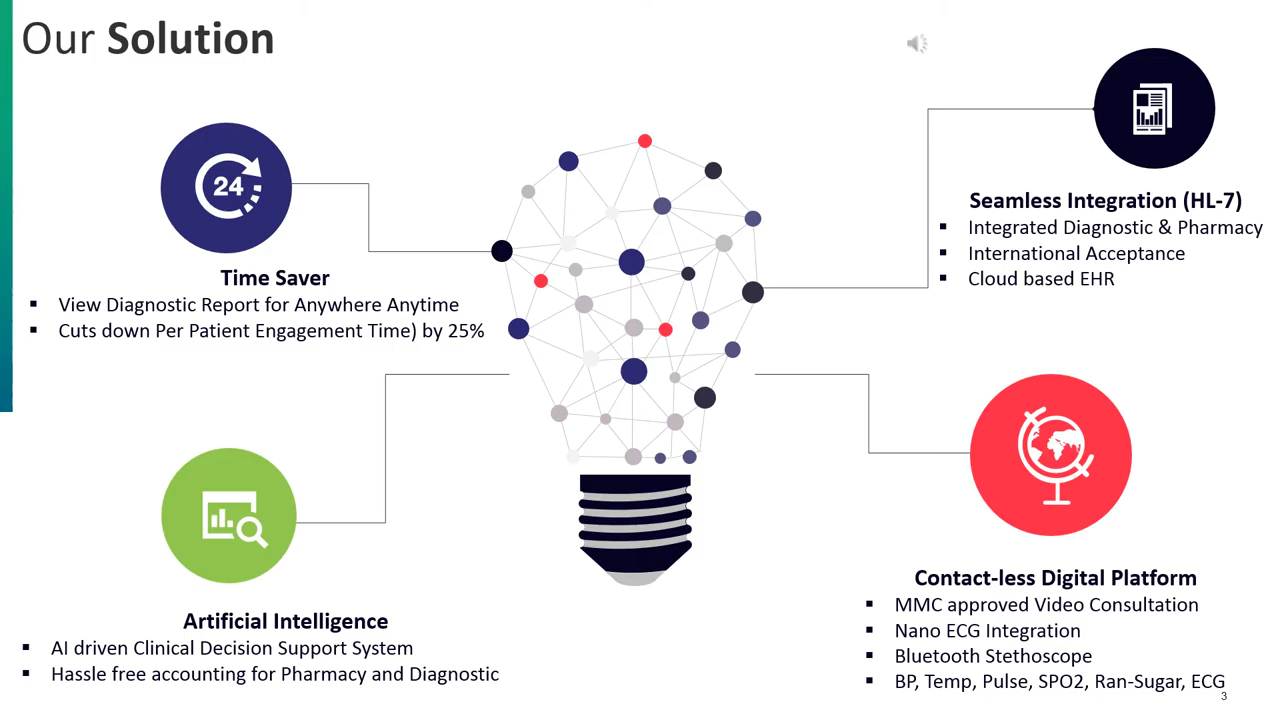 Our Solution
24
Time Saver
▪ View Diagnostic Report for Anywhere Anytime
▪ Cuts down Per Patient Engagement Time) by 25%
Seamless Integration (HL-7)
▪ Integrated Diagnostic & Pharmacy
▪ International Acceptance
▪ Cloud based EHR
Artificial Intelligence
▪ AI driven Clinical Decision Support System
▪ Hassle free accounting for Pharmacy and Diagnostic
Contact-less Digital Platform
▪ MMC approved Video Consultation
▪ Nano ECG Integration
▪ Bluetooth Stethoscope
▪ BP, Temp, Pulse, SPO2, Ran-Sugar, ECG
3